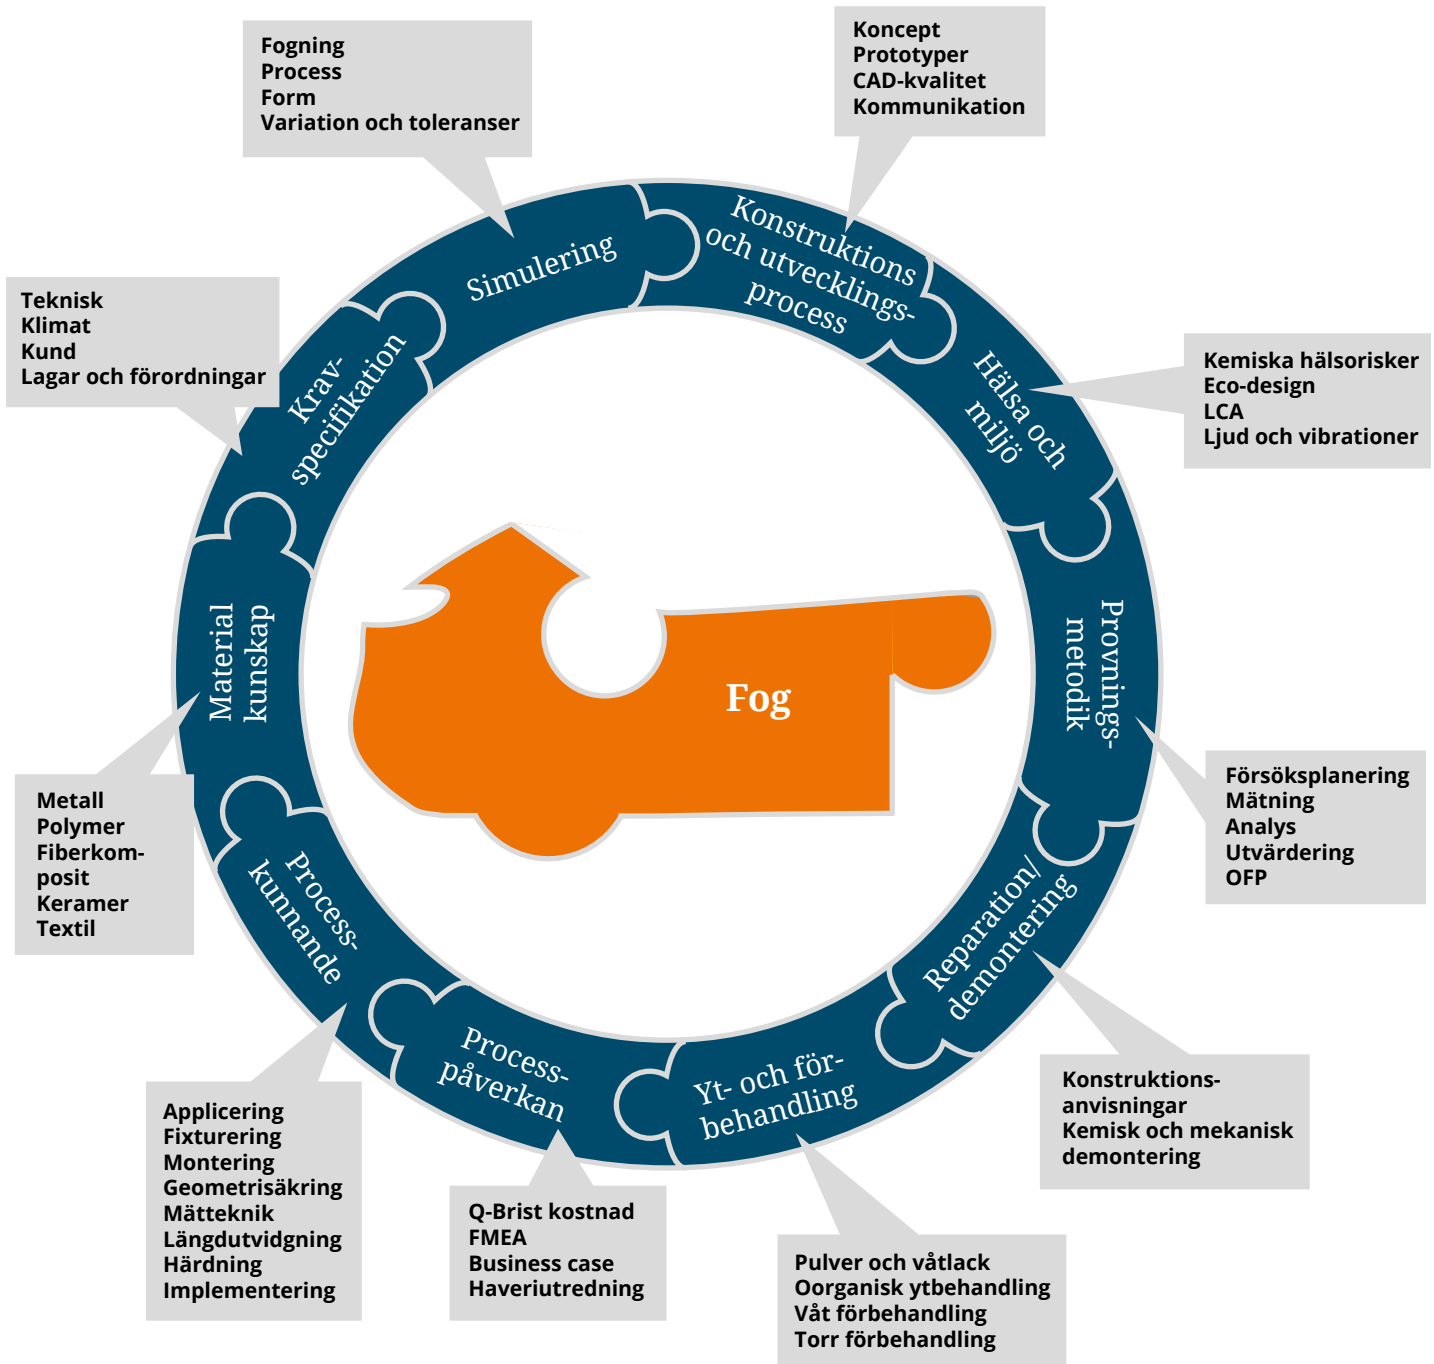 Fogning
Process
Form
Variation och toleranser
Koncept
Prototyper
CAD-kvalitet
Kommunikation
Simulering
Konstruktions
och utvecklings-
process
Teknisk
Klimat
Kund
Lagar och förordningar
Krav-
specifikation
Hälsa och
miljö
Kemiska hälsorisker
Eco-design
LCA
Ljud och vibrationer
Material
kunskap
Fog
Provnings-
metodik
Metall
Polymer
Fiberkom-
posit
Keramer
Textil
Försöksplanering
Mätning
Analys
Utvärdering
OFP
Process-
kunnande
Reparation/
demontering
Process-
påverkan
Yt- och för-
behandling
Applicering
Fixturering
Montering
Geometrisäkring
Mätteknik
Längdutvidgning
Härdning
Implementering
Q-Brist kostnad
FMEA
Business case
Haveriutredning
Pulver och våtlack
Oorganisk ytbehandling
Våt förbehandling
Torr förbehandling
Konstruktions-
anvisningar
Kemisk och mekanisk
demontering